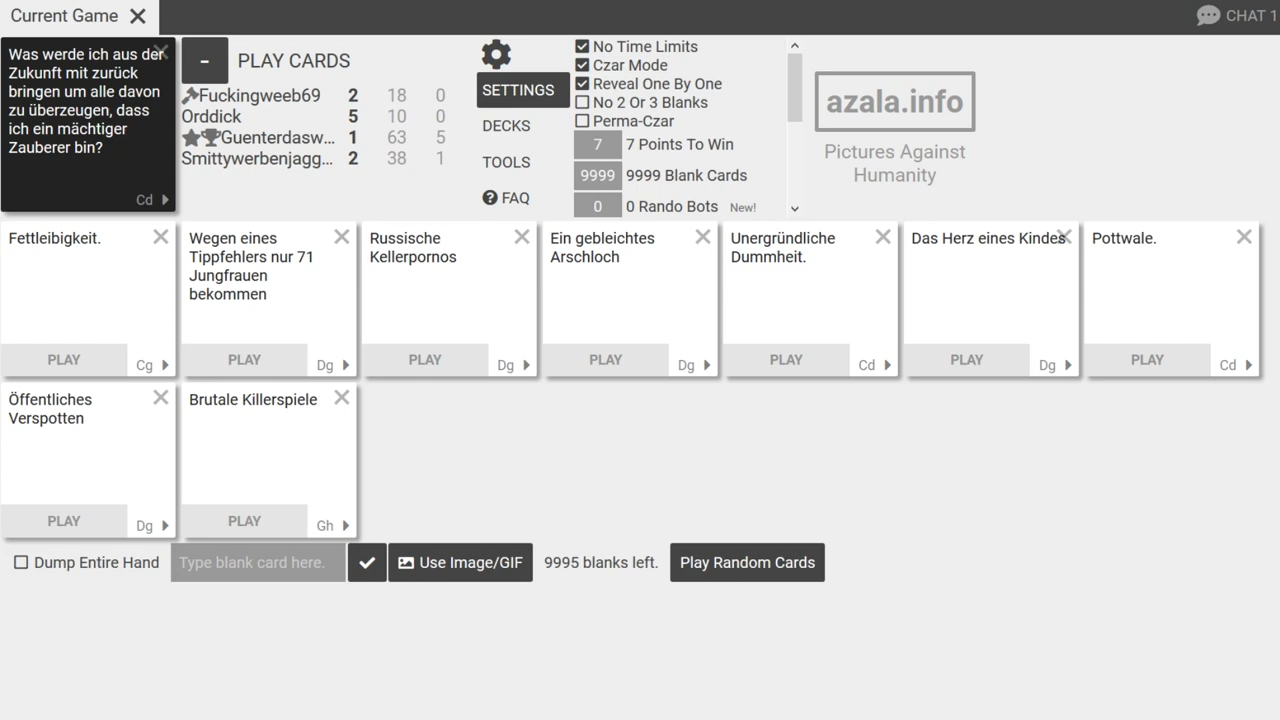 Current Game
CHAT 1
Was werde ich aus der
Zukunft mit zurück
bringen um alle davon
zu überzeugen, dass
ich ein mächtiger
Zauberer bin?
Cd
-
PLAY CARDS
Fuckingweeb69 2 18 0
Orddick 5 10 0
Guenterdasw... 1 63 5
Smittywerbenjagg... 2 38 1
SETTINGS
DECKS
TOOLS
FAQ
No Time Limits
Czar Mode
Reveal One By One
No 2 Or 3 Blanks
Perma-Czar
7 7 Points To Win
9999 9999 Blank Cards
0 0 Rando Bots New!
azala.info
Pictures Against
Humanity
Fettleibigkeit.
PLAY
Cg
Wegen eines
Tippfehlers nur 71
Jungfrauen
bekommen
PLAY
Dg
Russische
Kellerpornos
PLAY
Dg
Ein gebleichtes
Arschloch
PLAY
Dg
Unergründliche
Dummheit.
PLAY
Cd
Das Herz eines Kindes
PLAY
Dg
Pottwale.
PLAY
Cd
Öffentliches
Verspotten
PLAY
Dg
Brutale Killerspiele
PLAY
Gh
Dump Entire Hand
Type blank card here.
Use Image/GIF
9995 blanks left.
Play Random Cards